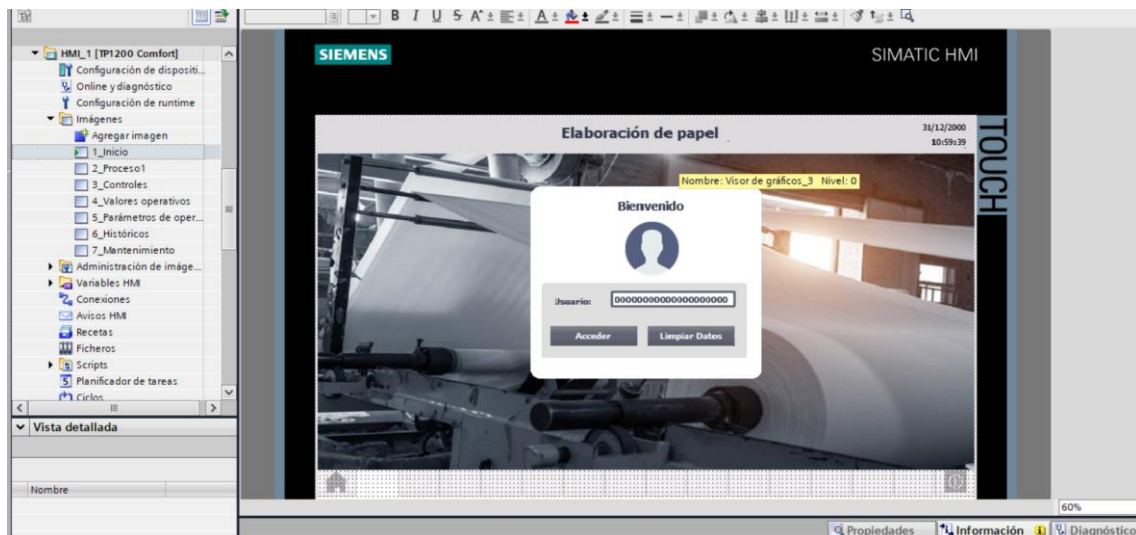 B I U S A A
HMI_1 [TP1200 Comfort]
Configuración de dispositi...
Online y diagnóstico
Configuración de runtime
Imágenes
Agregar imagen
1_Inicio
2_Proceso1
3_Controles
4_Valores operativos
5_Parámetros de oper...
6_Históricos
7_Mantenimiento
Administración de imáge...
Variables HMI
Conexiones
Avisos HMI
Recetas
Ficheros
Scripts
Planificador de tareas
Ciclos
Vista detallada
Nombre
SIEMENS
SIMATIC HMI
TOUCH
Elaboración de papel
31/12/2000
10:59:39
Nombre: Visor de gráficos_3 Nivel: 0
Bienvenido
Usuario: 00000000000000000000
Acceder Limpiar Datos
60%
Propiedades Información Diagnóstico